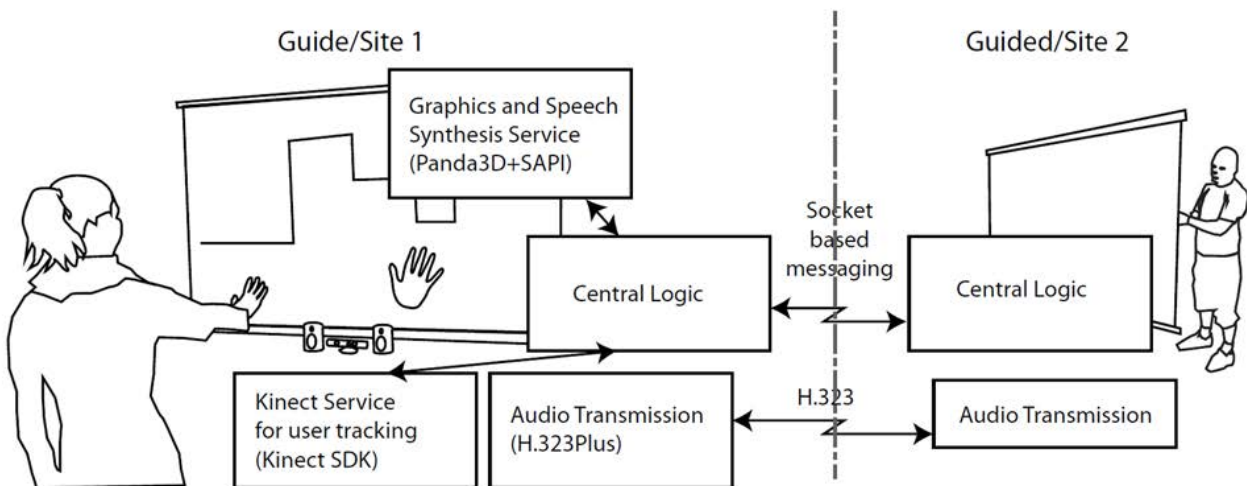 Guide/Site 1
Guided/Site 2
Graphics and Speech
Synthesis Service
(Panda3D+SAPI)
Socket
based
messaging
Central Logic
Central Logic
H.323
Kinect Service
for user tracking
(Kinect SDK)
Audio Transmission
(H.323Plus)
Audio Transmission